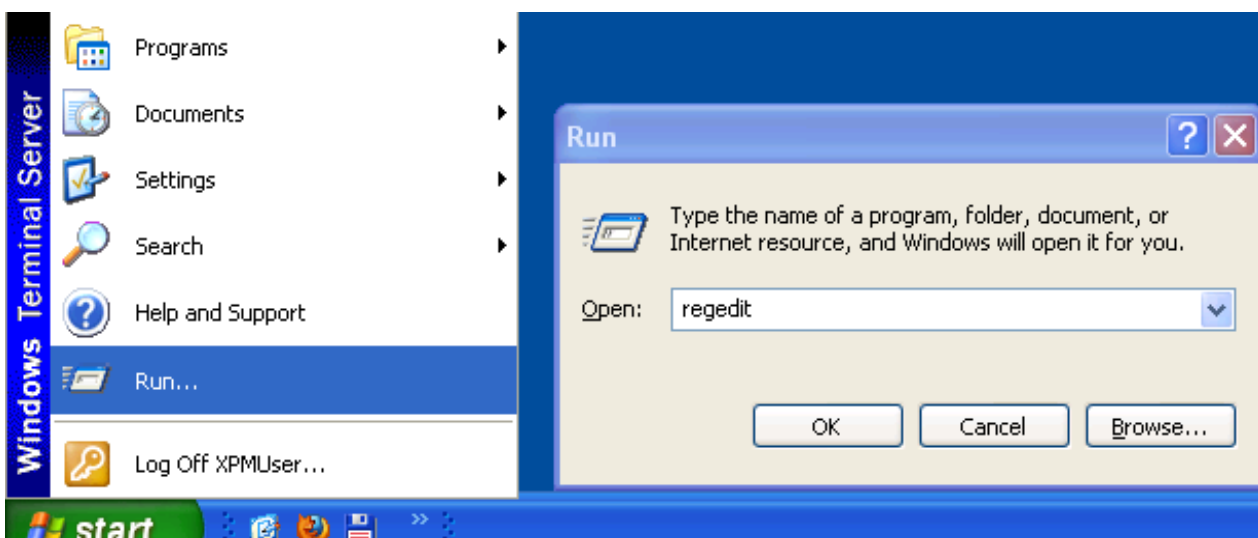 Windows Terminal Server
Programs
Documents
Settings
Search
Help and Support
Run...
Log Off XPMUser...
start
Run
Type the name of a program, folder, document, or
Internet resource, and Windows will open it for you.
Open:
regedit
OK
Cancel
Browse...